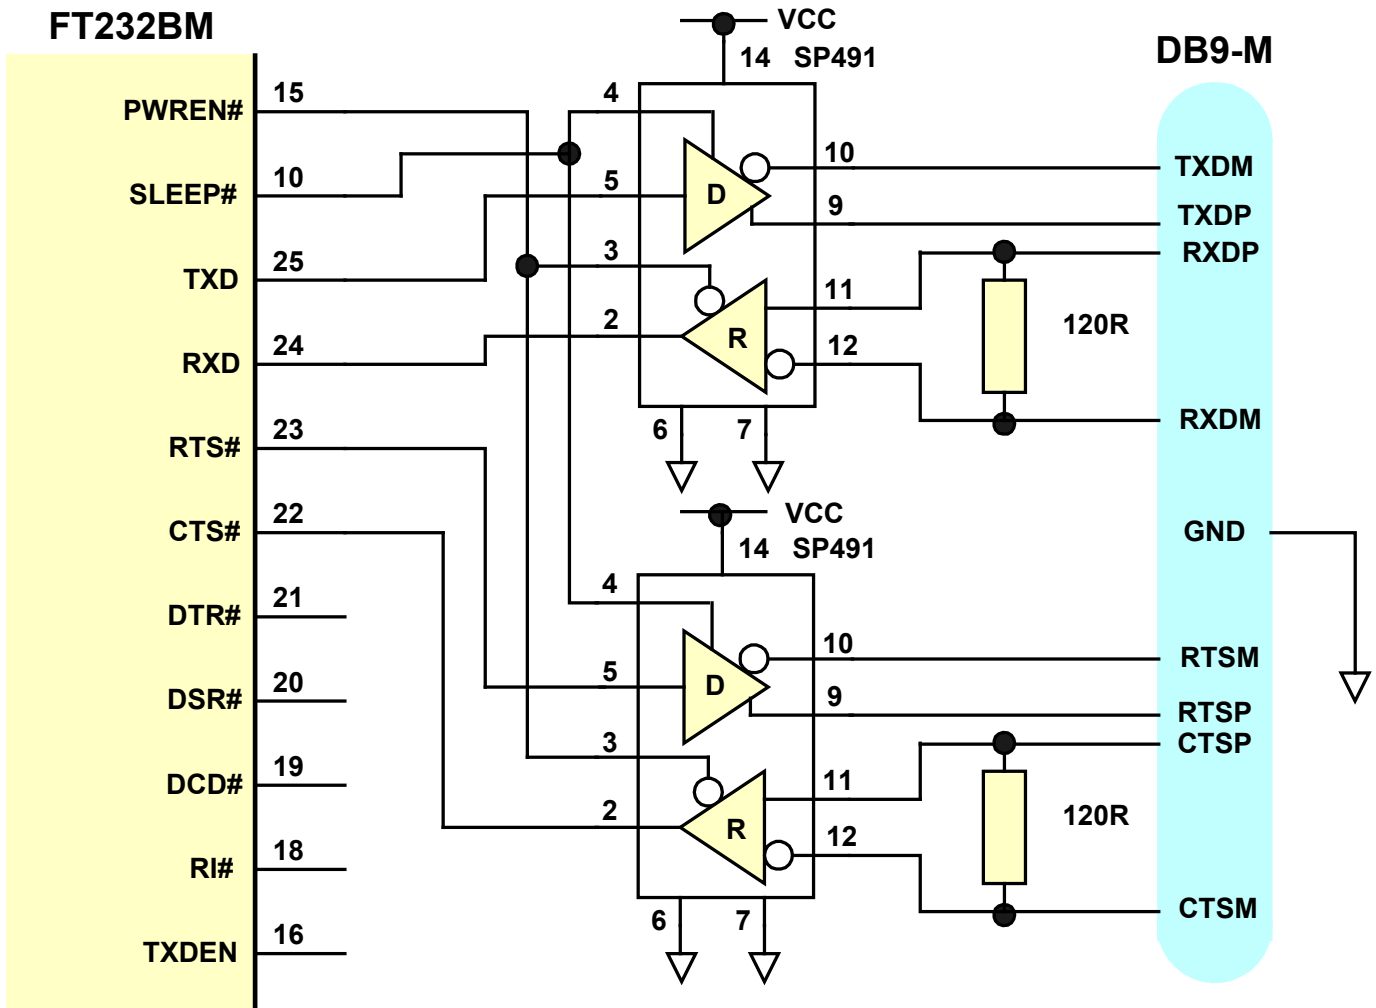 FT232BM
VCC
14 SP491
DB9-M
PWREN# 15
4
10
TXDM
SLEEP# 10
5
D
9
TXDP
RXDP
TXD 25
3
11
120R
RXD 24
2
R
12
RXDM
RTS# 23
6
7
CTS# 22
VCC
14 SP491
GND
DTR# 21
4
10
RTSM
DSR# 20
5
D
9
RTSP
CTSP
DCD# 19
3
11
120R
2
R
12
RI# 18
CTSM
6
7
TXDEN 16